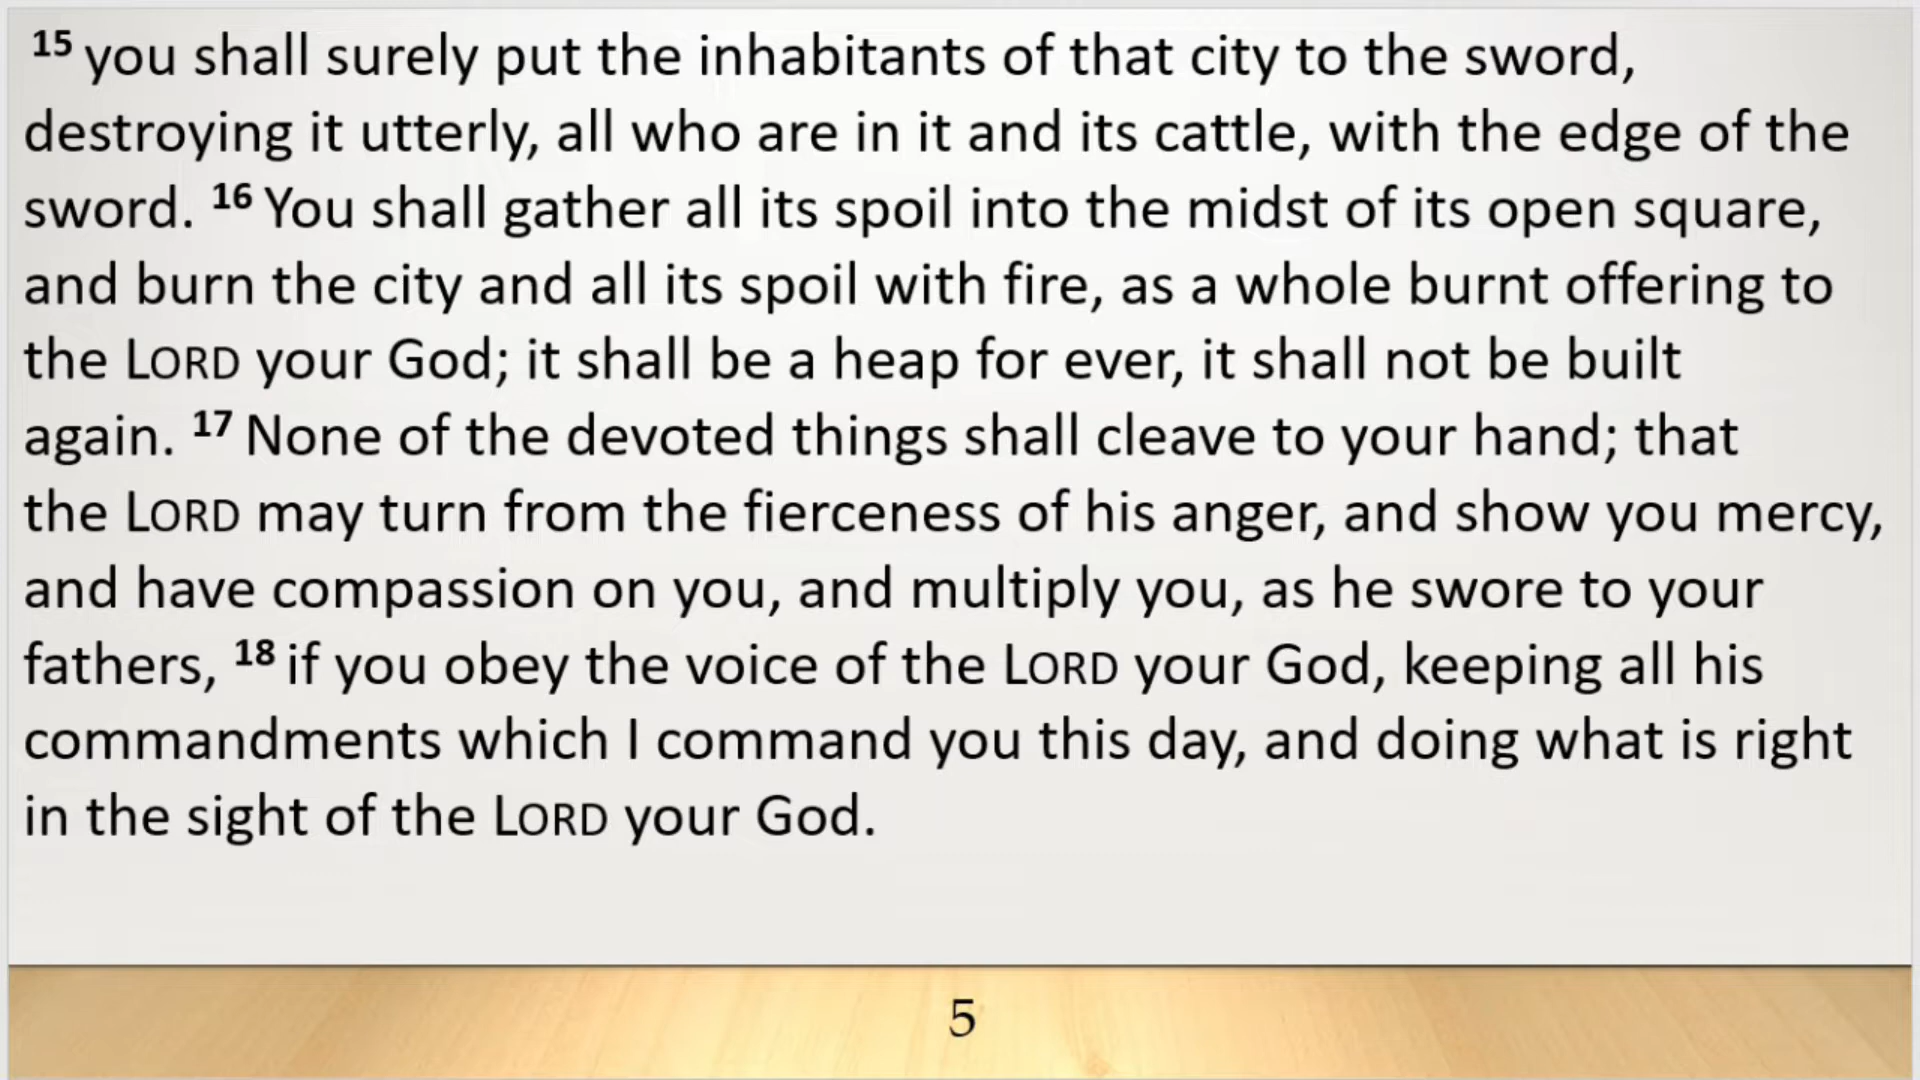 15 you shall surely put the inhabitants of that city to the sword,
destroying it utterly, all who are in it and its cattle, with the edge of the
sword. 16 You shall gather all its spoil into the midst of its open square,
and burn the city and all its spoil with fire, as a whole burnt offering to
the LORD your God; it shall be a heap for ever, it shall not be built
again. 17 None of the devoted things shall cleave to your hand; that
the LORD may turn from the fierceness of his anger, and show you mercy,
and have compassion on you, and multiply you, as he swore to your
fathers, 18 if you obey the voice of the LORD your God, keeping all his
commandments which I command you this day, and doing what is right
in the sight of the LORD your God.
5